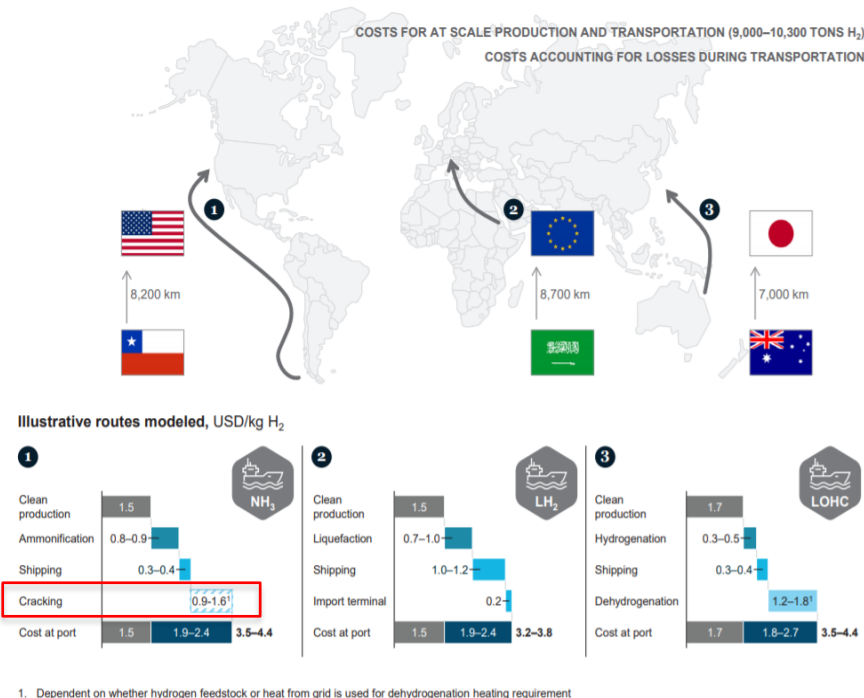 COSTS FOR AT SCALE PRODUCTION AND TRANSPORTATION (9,000–10,300 TONS H₂)
COSTS ACCOUNTING FOR LOSSES DURING TRANSPORTATION
1
2
3
8,200 km
8,700 km
7,000 km
Illustrative routes modeled, USD/kg H₂
1
NH₃
Clean production
1.5
Ammonification
0.8–0.9
Shipping
0.3–0.4
Cracking
0.9-1.6¹
Cost at port
1.5
1.9–2.4
3.5–4.4
2
LH₂
Clean production
1.5
Liquefaction
0.7–1.0
Shipping
1.0–1.2
Import terminal
0.2
Cost at port
1.5
1.9–2.4
3.2–3.8
3
LOHC
Clean production
1.7
Hydrogenation
0.3–0.5
Shipping
0.3–0.4
Dehydrogenation
1.2–1.8¹
Cost at port
1.7
1.8–2.7
3.5–4.4
1. Dependent on whether hydrogen feedstock or heat from grid is used for dehydrogenation heating requirement